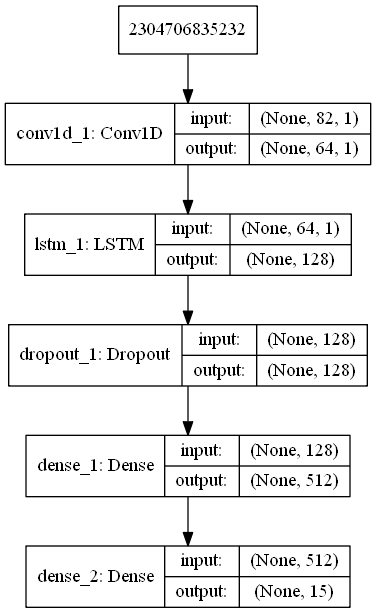 2304706835232
conv1d_1: Conv1D
input: (None, 82, 1)
output: (None, 64, 1)
lstm_1: LSTM
input: (None, 64, 1)
output: (None, 128)
dropout_1: Dropout
input: (None, 128)
output: (None, 128)
dense_1: Dense
input: (None, 128)
output: (None, 512)
dense_2: Dense
input: (None, 512)
output: (None, 15)